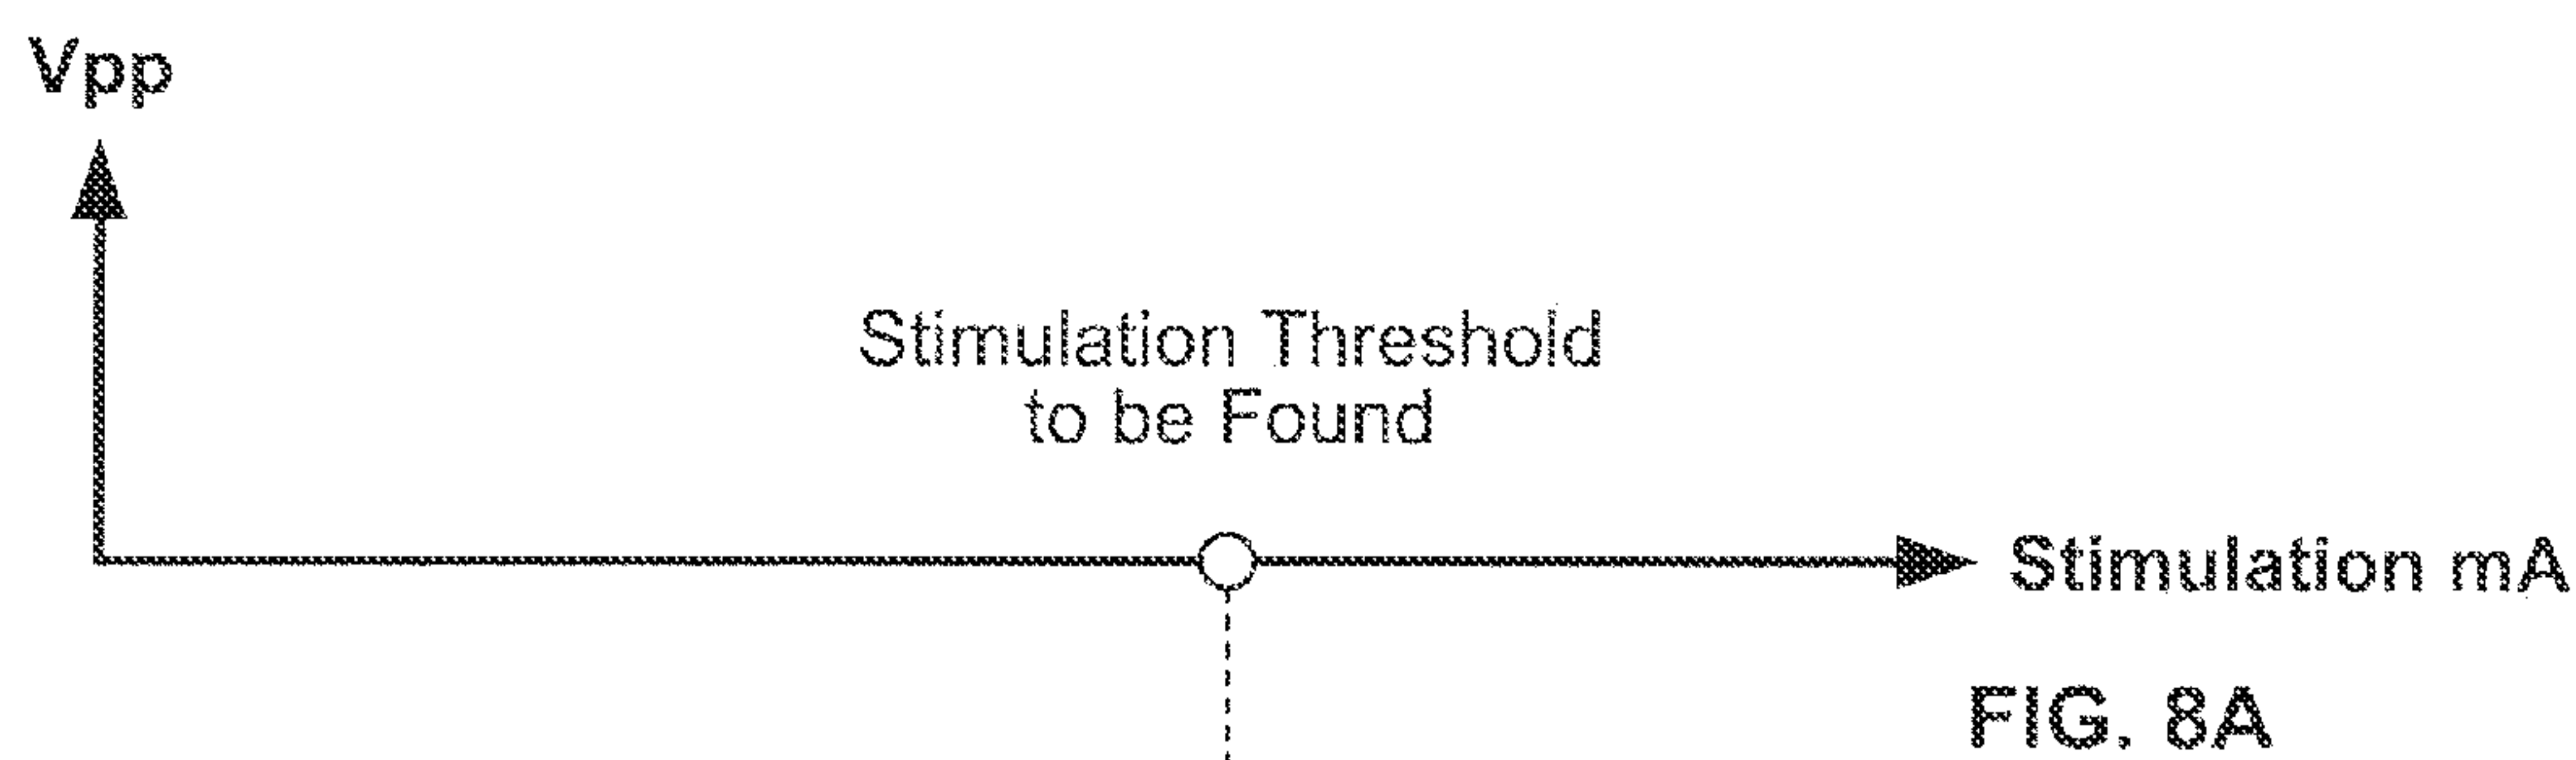 Vpp
Stimulation Threshold
to be Found
Stimulation mA
FIG. 8A